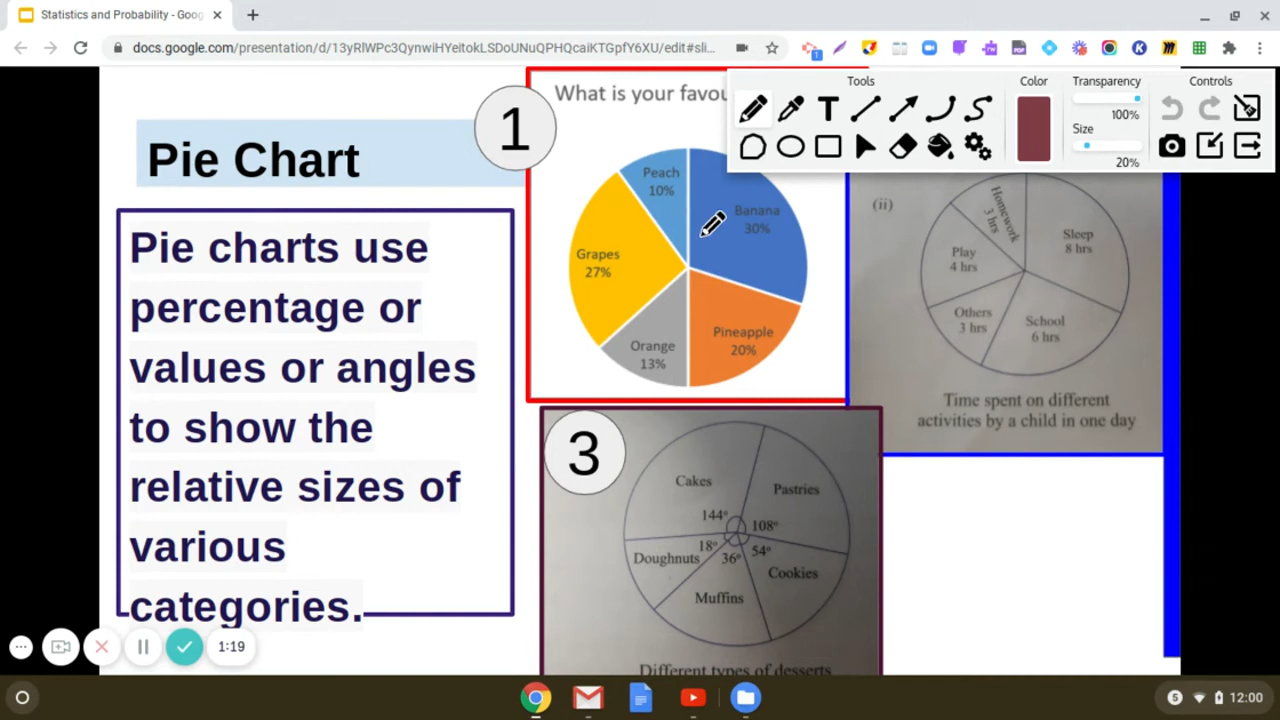 Statistics and Probability - Goog
docs.google.com/presentation/d/13yRlWPc3QynwiHYeitokLSDoUNuQPHQcaiKTGpfY6XU/edit#sli...
1
K
Tools
Color
Transparency
Controls
T
100%
Size
20%
Pie Chart
Pie charts use
percentage or
values or angles
to show the
relative sizes of
various
categories.
1
What is your favou
Peach
10%
Banana
30%
Grapes
27%
Orange
13%
Pineapple
20%
(ii)
Homework
3 hrs
Sleep
8 hrs
Play
4 hrs
Others
3 hrs
School
6 hrs
Time spent on different
activities by a child in one day
3
Cakes
Pastries
144°
108°
18°
36°
54°
Doughnuts
Cookies
Muffins
Different types of desserts
1:19
5
12:00